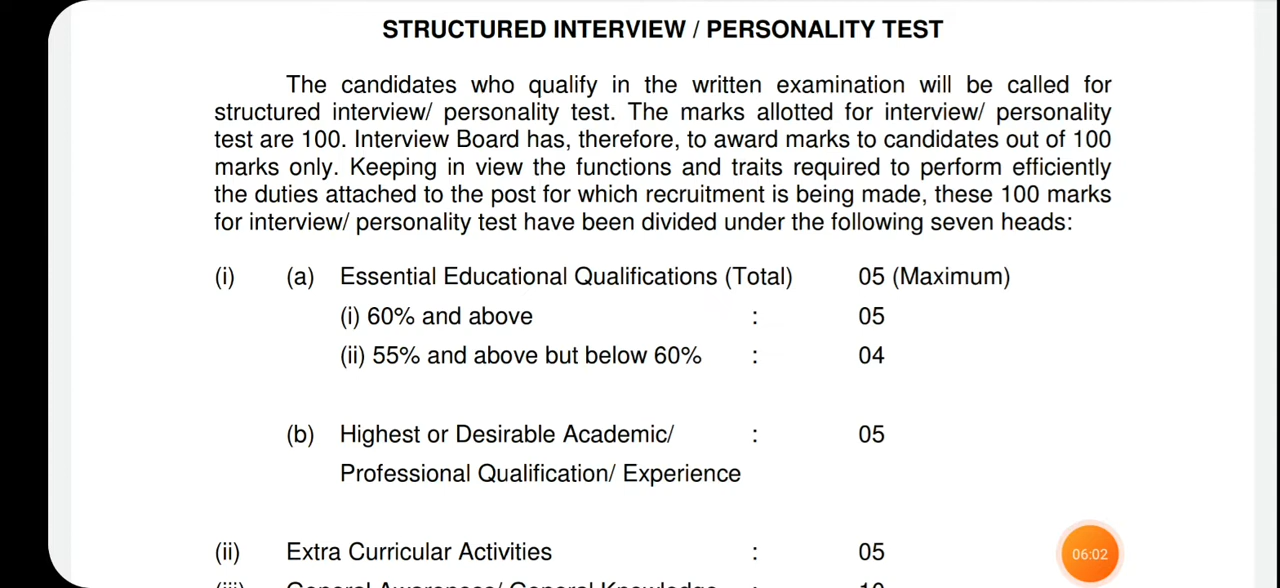 STRUCTURED INTERVIEW / PERSONALITY TEST
The candidates who qualify in the written examination will be called for
structured interview/ personality test. The marks allotted for interview/ personality
test are 100. Interview Board has, therefore, to award marks to candidates out of 100
marks only. Keeping in view the functions and traits required to perform efficiently
the duties attached to the post for which recruitment is being made, these 100 marks
for interview/ personality test have been divided under the following seven heads:
(i) (a) Essential Educational Qualifications (Total) 05 (Maximum)
(i) 60% and above : 05
(ii) 55% and above but below 60% : 04
(b) Highest or Desirable Academic/ : 05
Professional Qualification/ Experience
(ii) Extra Curricular Activities : 05
06:02
(iii) General Awareness/ General Knowledge : 10